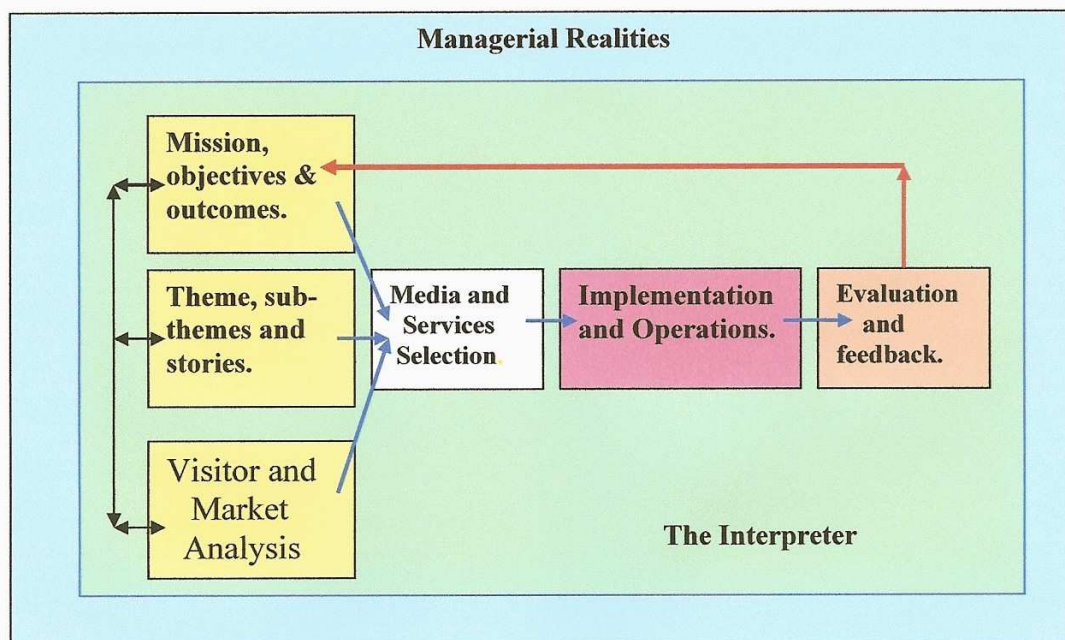 Managerial Realities
Mission,
objectives &
outcomes.
Theme, sub-
themes and
stories.
Visitor and
Market
Analysis
Media and
Services
Selection.
Implementation
and Operations.
Evaluation
and
feedback.
The Interpreter